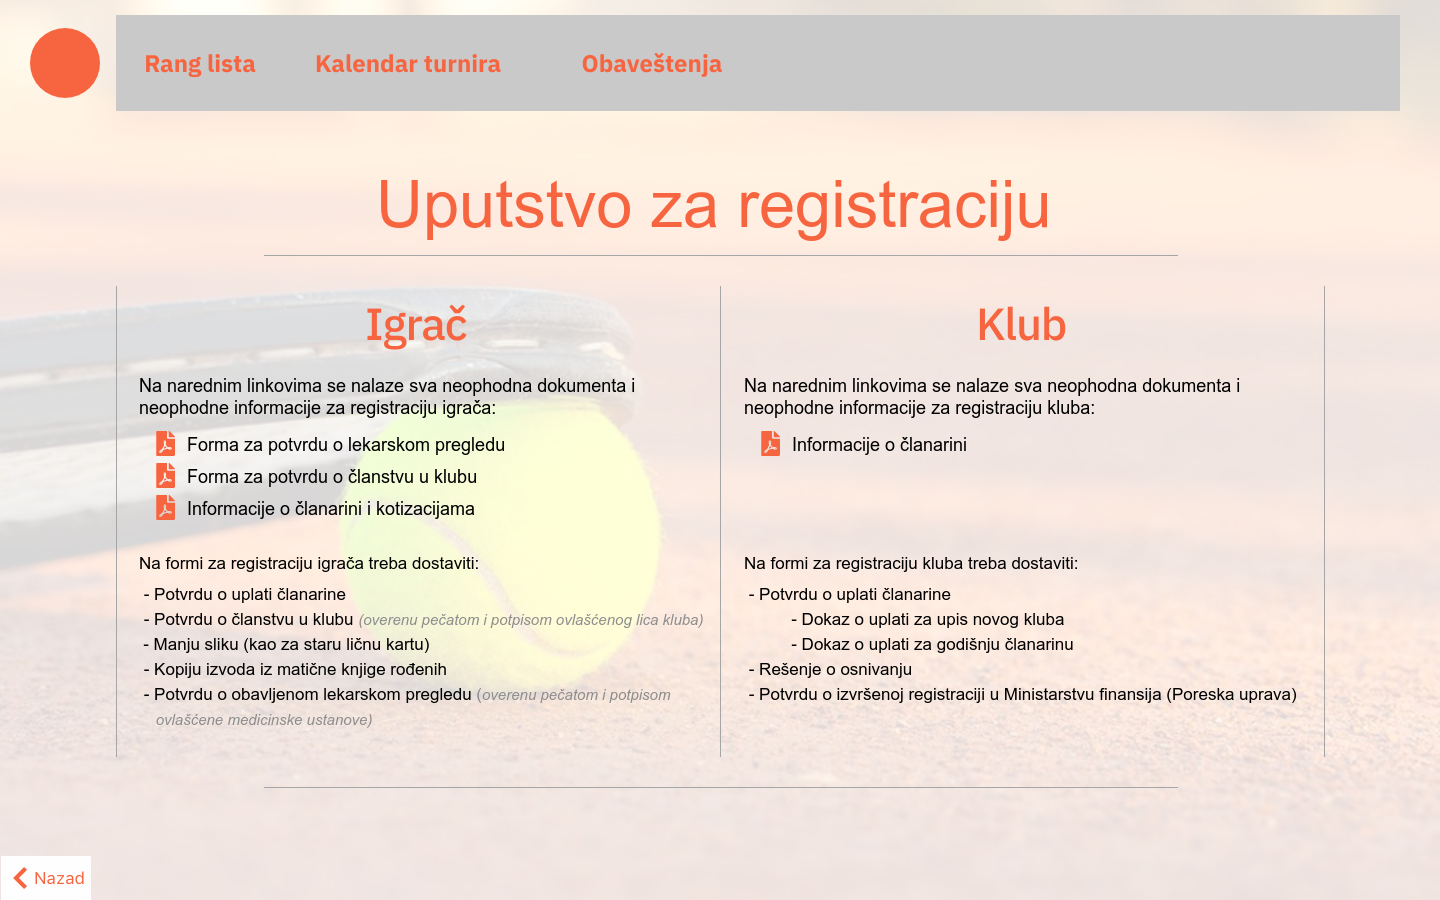 Rang lista
Kalendar turnira
Obaveštenja
Uputstvo za registraciju
Igrač
Na narednim linkovima se nalaze sva neophodna dokumenta i
neophodne informacije za registraciju igrača:
Forma za potvrdu o lekarskom pregledu
Forma za potvrdu o članstvu u klubu
Informacije o članarini i kotizacijama
Na formi za registraciju igrača treba dostaviti:
- Potvrdu o uplati članarine
- Potvrdu o članstvu u klubu (overenu pečatom i potpisom ovlašćenog lica kluba)
- Manju sliku (kao za staru ličnu kartu)
- Kopiju izvoda iz matične knjige rođenih
- Potvrdu o obavljenom lekarskom pregledu (overenu pečatom i potpisom
ovlašćene medicinske ustanove)
Klub
Na narednim linkovima se nalaze sva neophodna dokumenta i
neophodne informacije za registraciju kluba:
Informacije o članarini
Na formi za registraciju kluba treba dostaviti:
- Potvrdu o uplati članarine
- Dokaz o uplati za upis novog kluba
- Dokaz o uplati za godišnju članarinu
- Rešenje o osnivanju
- Potvrdu o izvršenoj registraciji u Ministarstvu finansija (Poreska uprava)
Nazad